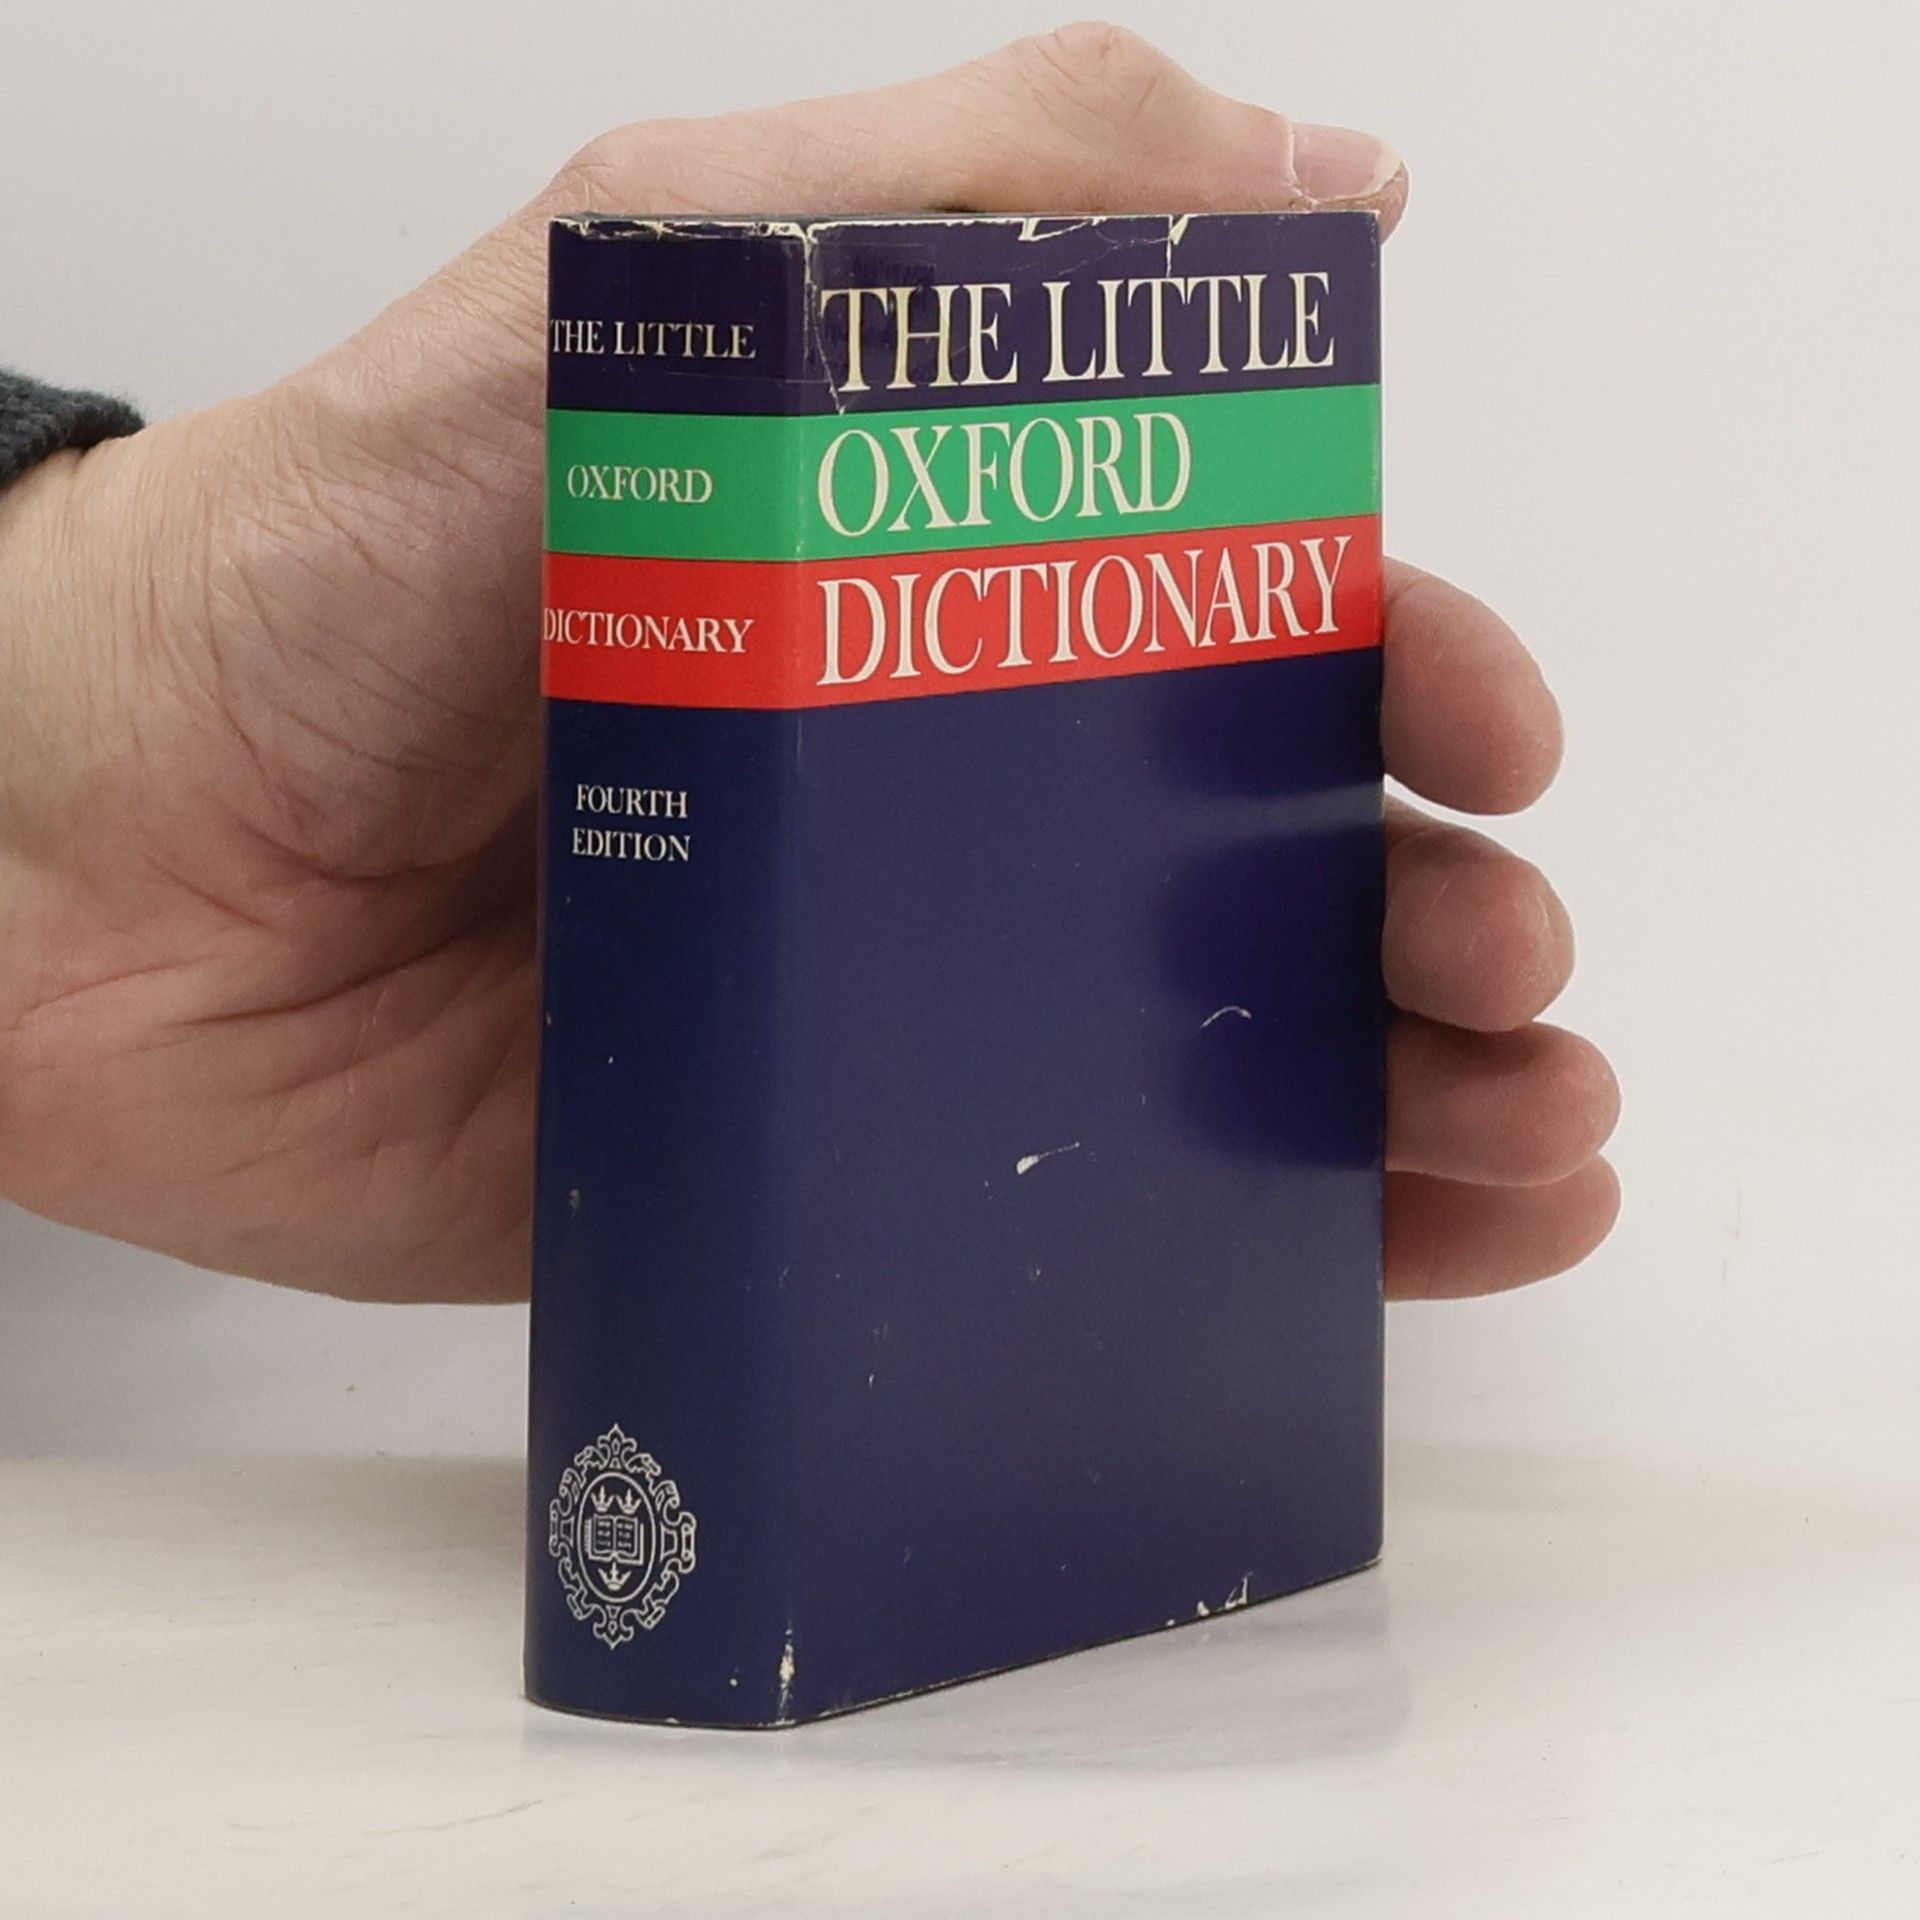 THE LITTLE
OXFORD
DICTIONARY
FOURTH
EDITION
THE LITTLE
OXFORD
DICTIONARY